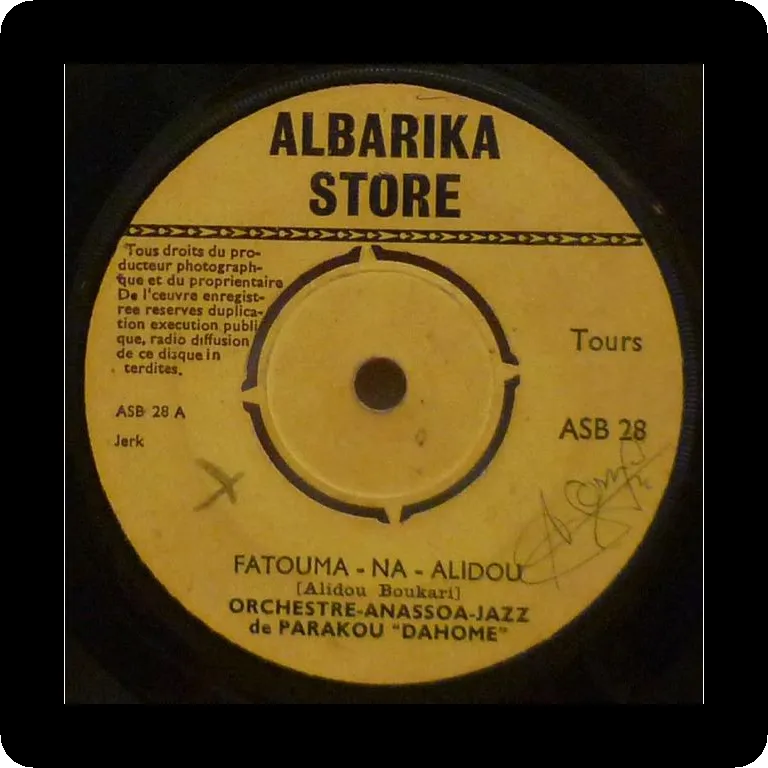 ALBARIKA
STORE
Tous droits du pro-
ducteur photograph-
que et du proprientaire
De l'œuvre enregist-
ree reserves duplica-
tion execution publi
que, radio diffusion
de ce disque in
terdites.
Tours
ASB 28 A
ASB 28
Jerk
FATOUMA - NA - ALIDOU
[Alidou Boukari]
ORCHESTRE-ANASSOA-JAZZ
de PARAKOU "DAHOME"